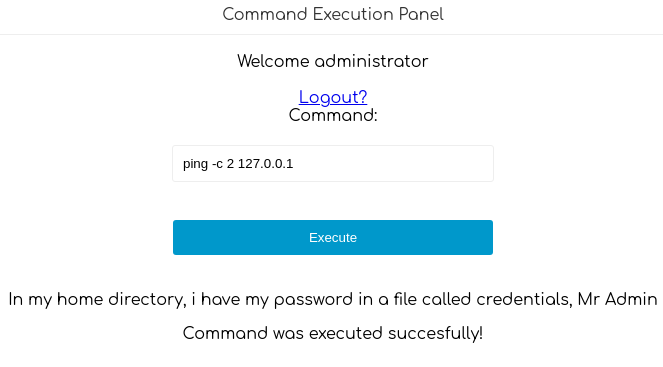 Command Execution Panel
Welcome administrator
Logout?
Command:
ping -c 2 127.0.0.1
Execute
In my home directory, i have my password in a file called credentials, Mr Admin
Command was executed succesfully!